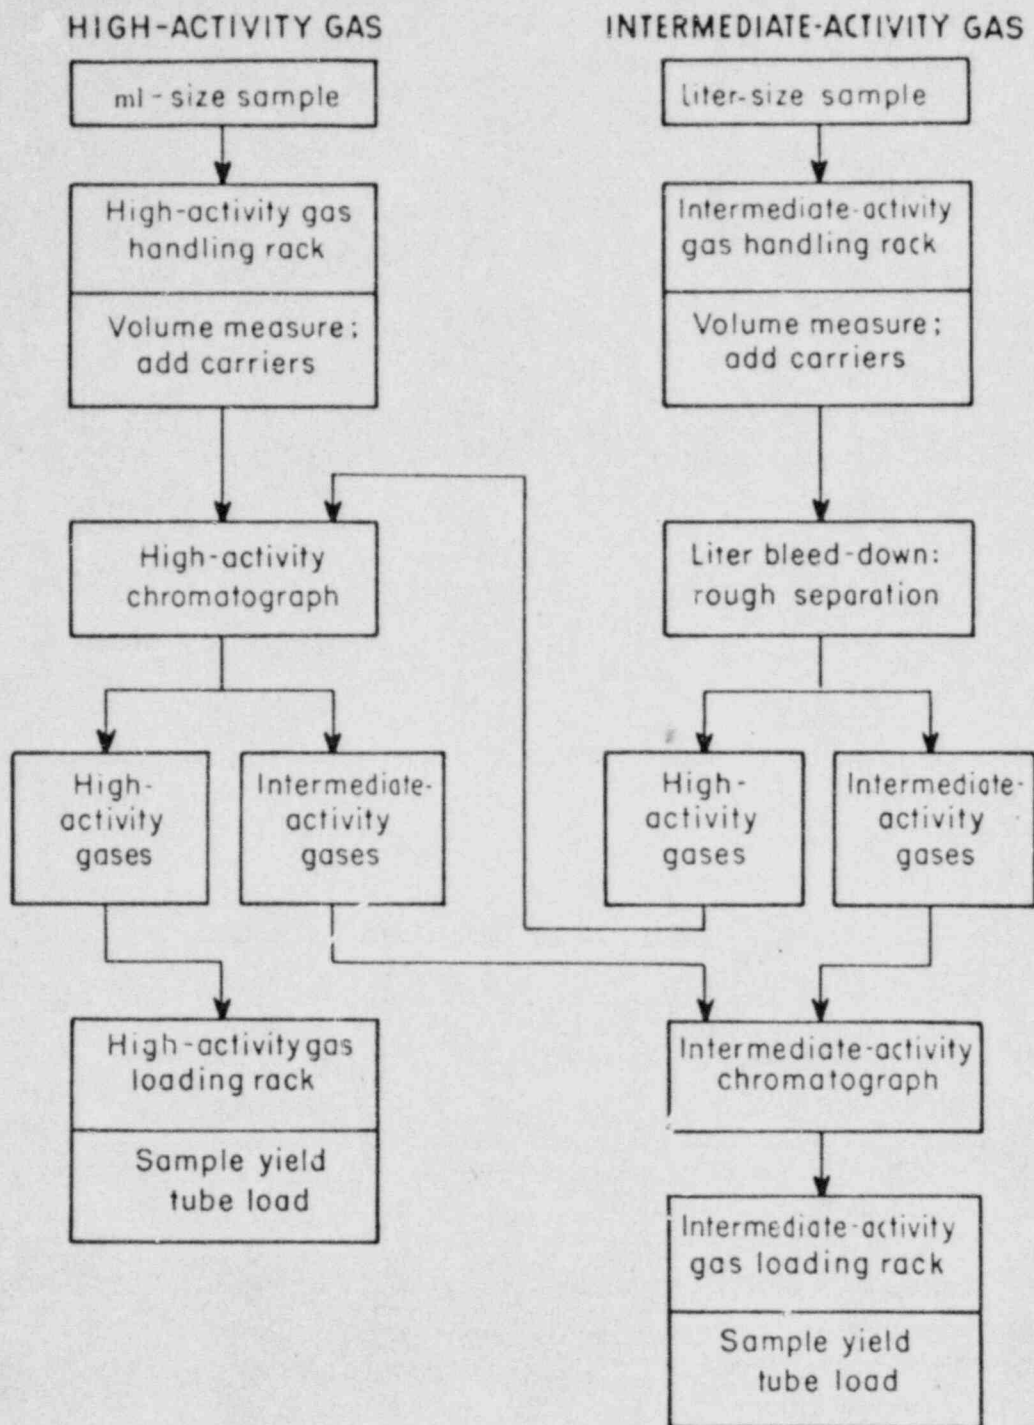 HIGH-ACTIVITY GAS
ml-size sample
High-activity gas
handling rack
Volume measure;
add carriers
High-activity
chromatograph
High-
activity
gases
Intermediate-
activity
gases
High-activity gas
loading rack
Sample yield
tube load
INTERMEDIATE-ACTIVITY GAS
Liter-size sample
Intermediate-activity
gas handling rack
Volume measure;
add carriers
Liter bleed-down:
rough separation
High-
activity
gases
Intermediate-
activity
gases
Intermediate-activity
chromatograph
Intermediate-activity
gas loading rack
Sample yield
tube load